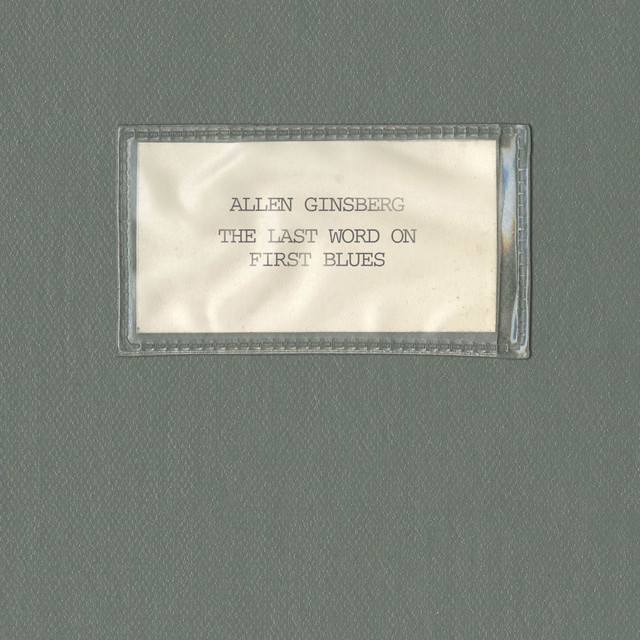 ALLEN GINSBERG
THE LAST WORD ON
FIRST BLUES